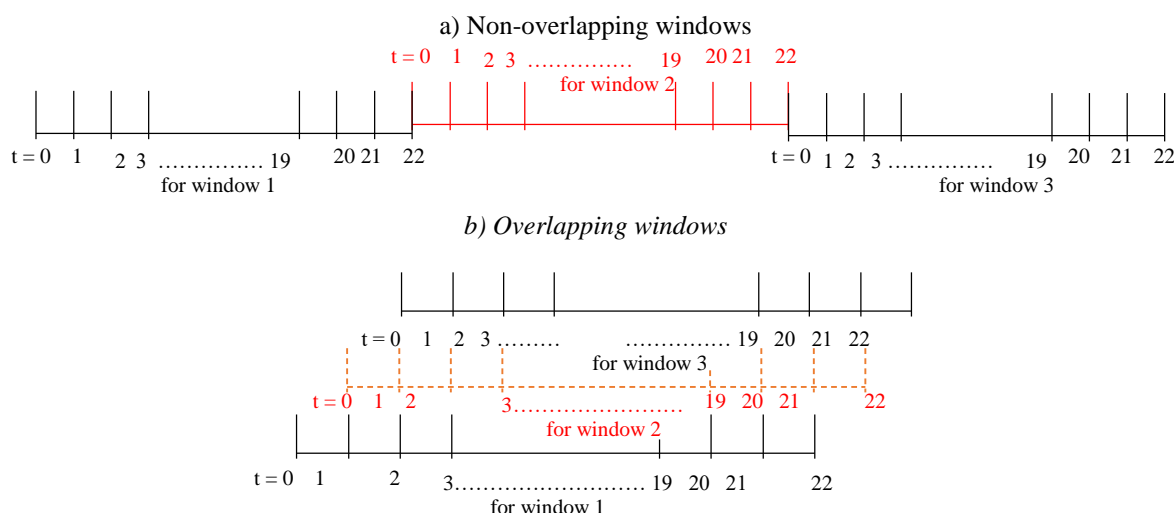 a) Non-overlapping windows
t = 0 1 2 3 …………… 19 20 21 22
for window 2
t = 0 1 2 3 …………… 19 20 21 22
for window 1
t = 0 1 2 3 …………… 19 20 21 22
for window 3
b) Overlapping windows
t = 0 1 2 3……… …………… 19 20 21 22
for window 3
t = 0 1 2 3…………………… 19 20 21 22
for window 2
t = 0 1 2 3……………………19 20 21 22
for window 1